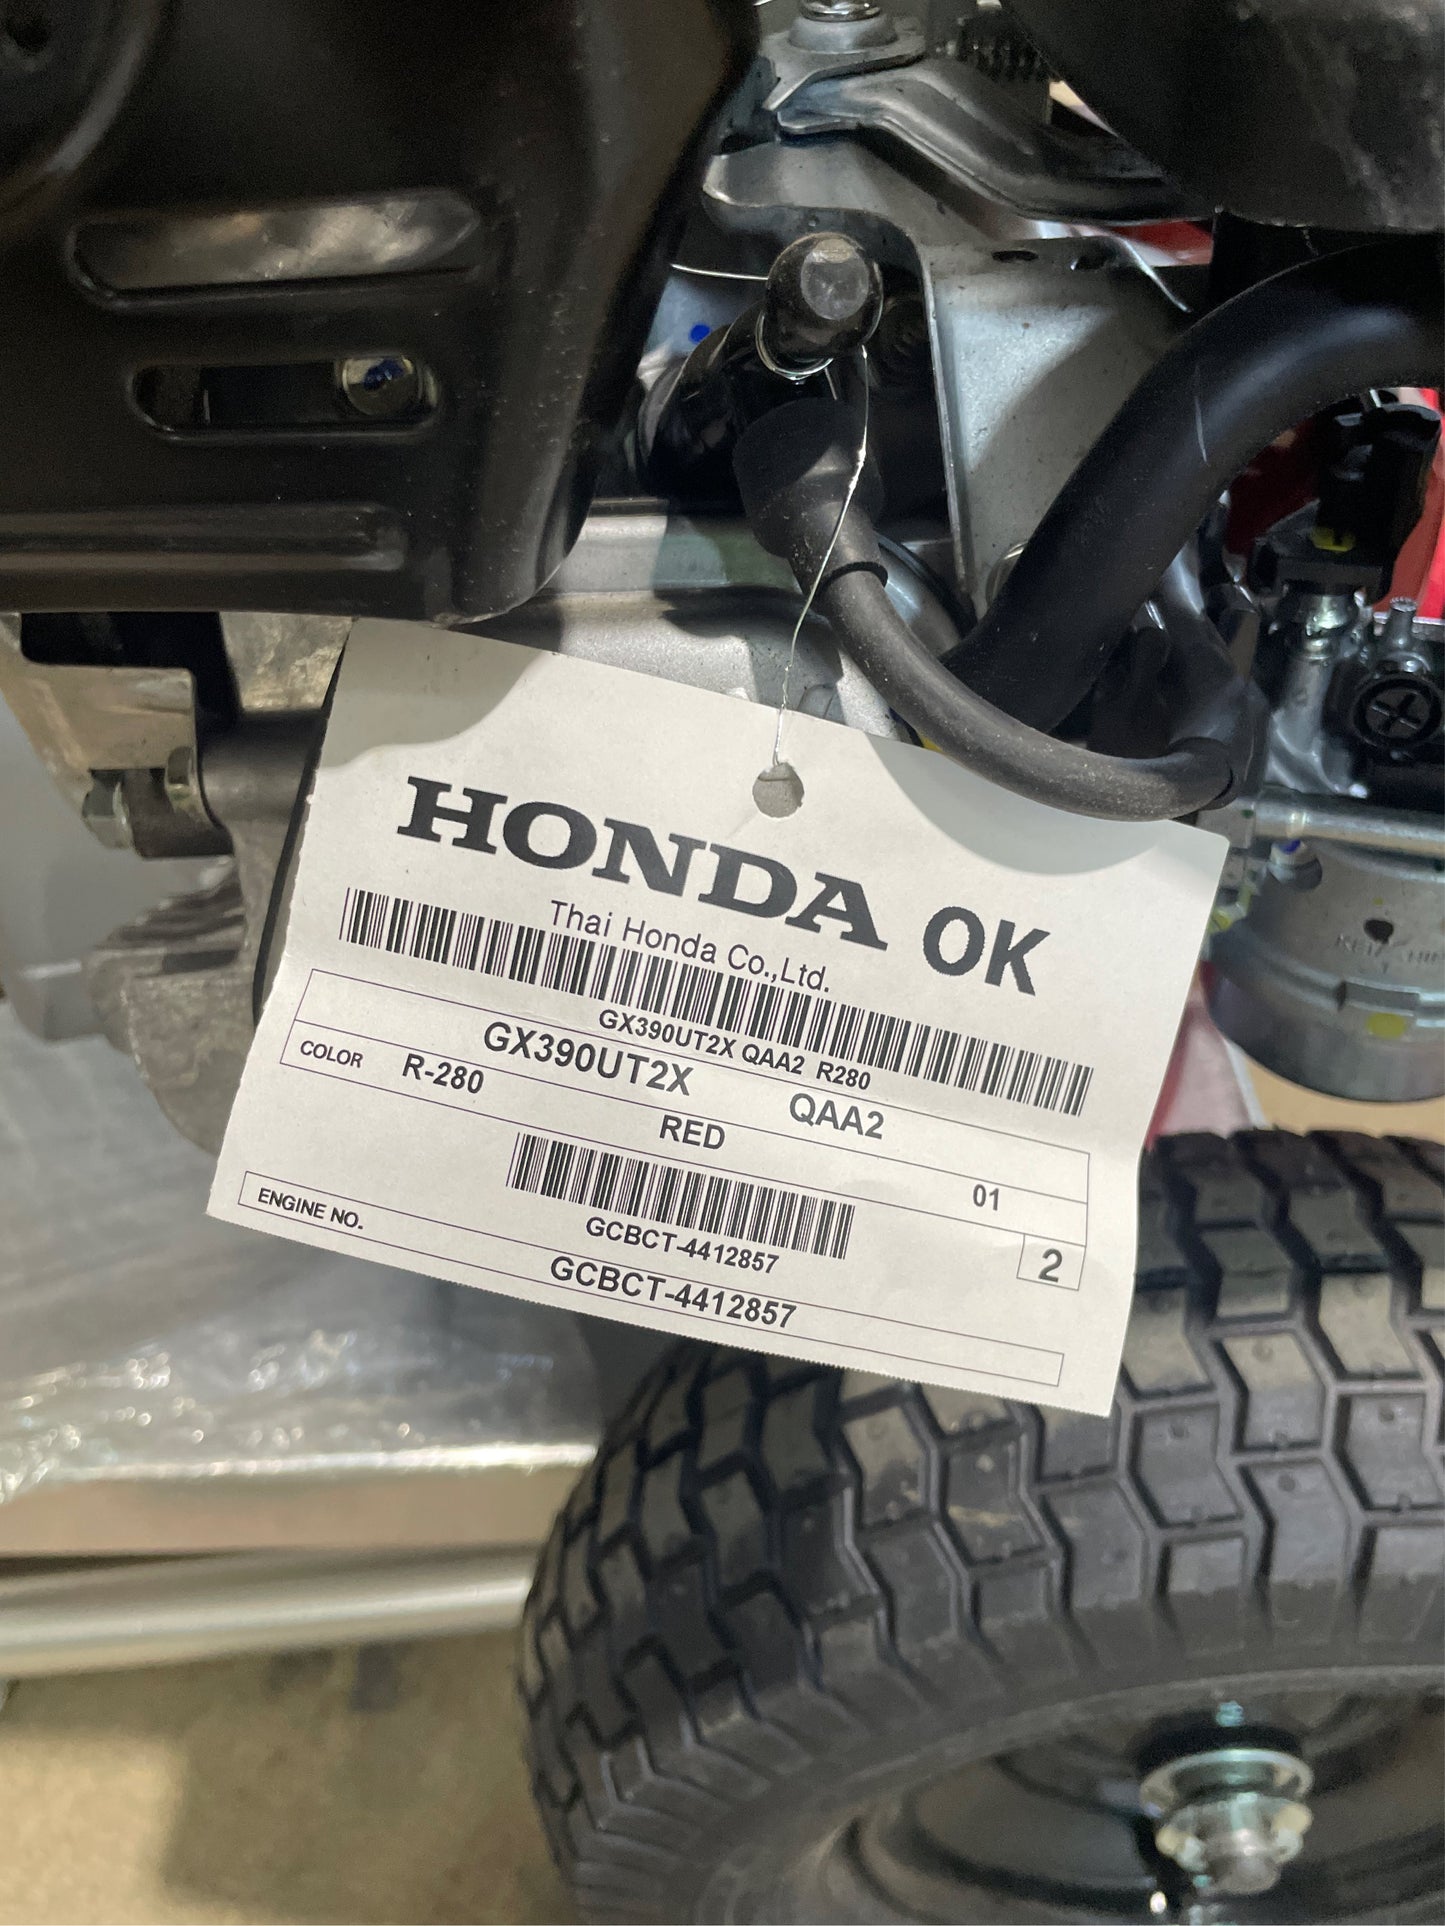 HONDA OK
Thai Honda Co.,Ltd.
GX390UT2X QAA2 R280
GX390UT2X QAA2
COLOR R-280 RED 01
GCBCT-4412857
2
ENGINE NO. GCBCT-4412857